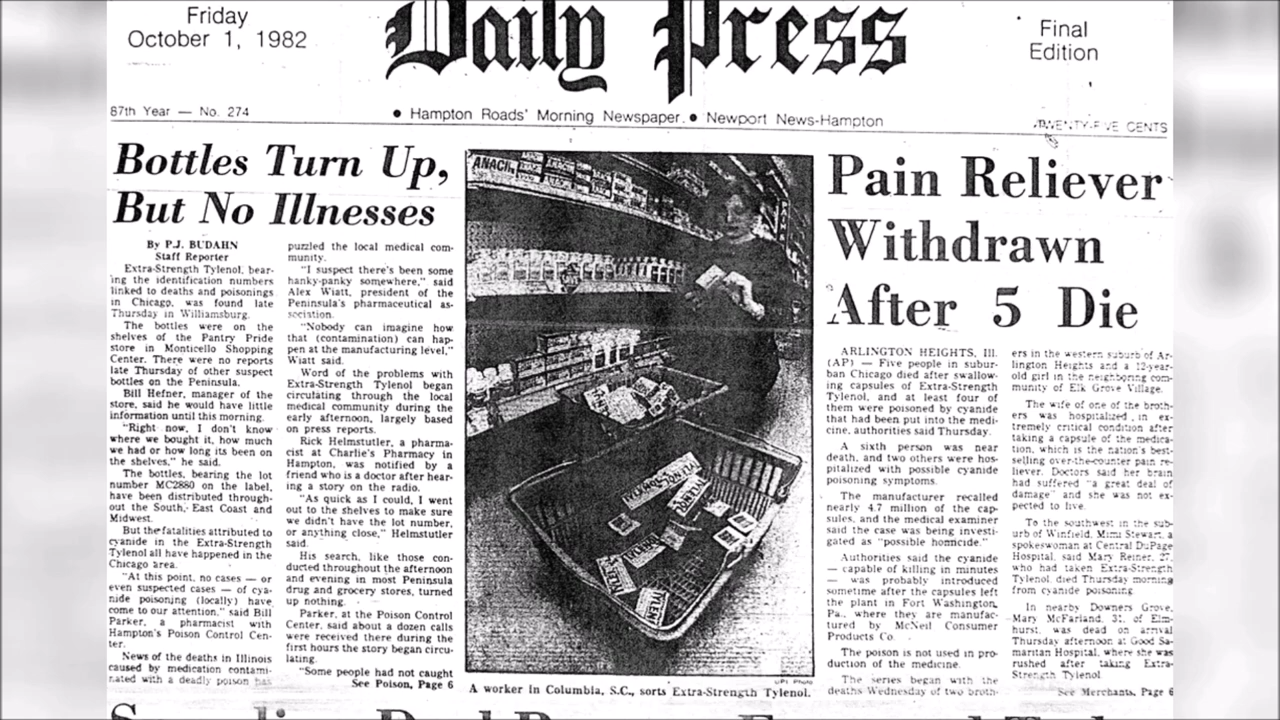 Friday
October 1, 1982
Daily Press
Final
Edition
87th Year — No. 274
● Hampton Roads' Morning Newspaper ● Newport News-Hampton
TWENTY-FIVE CENTS
Bottles Turn Up,
But No Illnesses
By P.J. BUDAHN
Staff Reporter
Extra-Strength Tylenol, bear-
ing the identification numbers
linked to deaths and poisonings
in Chicago, was found late
Thursday in Williamsburg.
The bottles were on the
shelves of the Pantry Pride
store in Monticello Shopping
Center. There were no reports
late Thursday of other suspect
bottles on the Peninsula.
Bill Hefner, manager of the
store, said he would have little
information until this morning.
"Right now, I don't know
where we bought it, how much
we had or how long its been on
the shelves," he said.
The bottles, bearing the lot
number MC2880 on the label,
have been distributed through-
out the South, East Coast and
Midwest.
But the fatalities attributed to
cyanide in the Extra-Strength
Tylenol all have happened in the
Chicago area.
"At this point, no cases — or
even suspected cases — of cya-
nide poisoning (locally) have
come to our attention," said Bill
Parker, a pharmacist with
Hampton's Poison Control Cen-
ter.
News of the deaths in Illinois
caused by medication contami-
nated with a deadly poison has
puzzled the local medical com-
munity.
"I suspect there's been some
hanky-panky somewhere," said
Alex Wiatt, president of the
Peninsula's pharmaceutical as-
sociation.
"Nobody can imagine how
that (contamination) can hap-
pen at the manufacturing level,"
Wiatt said.
Word of the problems with
Extra-Strength Tylenol began
circulating through the local
medical community during the
early afternoon, largely based
on press reports.
Rick Helmstutler, a pharma-
cist at Charlie's Pharmacy in
Hampton, was notified by a
friend who is a doctor after hear-
ing a story on the radio.
"As quick as I could, I went
out to the shelves to make sure
we didn't have the lot number,
or anything close," Helmstutler
said.
His search, like those con-
ducted throughout the afternoon
and evening in most Peninsula
drug and grocery stores, turned
up nothing.
Parker, at the Poison Control
Center, said about a dozen calls
were received there during the
first hours the story began circu-
lating.
"Some people had not caught
See Poison, Page 6
ANACIN
TYLENOL
UPI Photo
A worker in Columbia, S.C., sorts Extra-Strength Tylenol.
Pain Reliever
Withdrawn
After 5 Die
ARLINGTON HEIGHTS, Ill.
(AP) — Five people in subur-
ban Chicago died after swallow-
ing capsules of Extra-Strength
Tylenol, and at least four of
them were poisoned by cyanide
that had been put into the medi-
cine, authorities said Thursday.
A sixth person was near
death, and two others were hos-
pitalized with possible cyanide
poisoning symptoms.
The manufacturer recalled
nearly 4.7 million of the cap-
sules, and the medical examiner
said the case was being investi-
gated as "possible homicide."
Authorities said the cyanide
— capable of killing in minutes
— was probably introduced
sometime after the capsules left
the plant in Fort Washington,
Pa., where they are manufac-
tured by McNeil Consumer
Products Co.
The poison is not used in pro-
duction of the medicine.
The series began with the
deaths Wednesday of two broth-
ers in the western suburb of Ar-
lington Heights and a 12-year-
old girl in the neighboring com-
munity of Elk Grove Village.
The wife of one of the broth-
ers was hospitalized in ex-
tremely critical condition after
taking a capsule of the medica-
tion, which is the nation's best-
selling over-the-counter pain re-
liever. Doctors said her brain
had suffered "a great deal of
damage" and she was not ex-
pected to live.
To the southwest in the sub-
urb of Winfield, Mimi Stewart, a
spokeswoman at Central DuPage
Hospital, said Mary Reiner, 27,
who had taken Extra-Strength
Tylenol, died Thursday morning
from cyanide poisoning.
In nearby Downers Grove,
Mary McFarland, 31, of Elm-
hurst, was dead on arrival
Thursday afternoon at Good Sa-
maritan Hospital, where she was
rushed after taking Extra-
Strength Tylenol.
See Merchants, Page 6